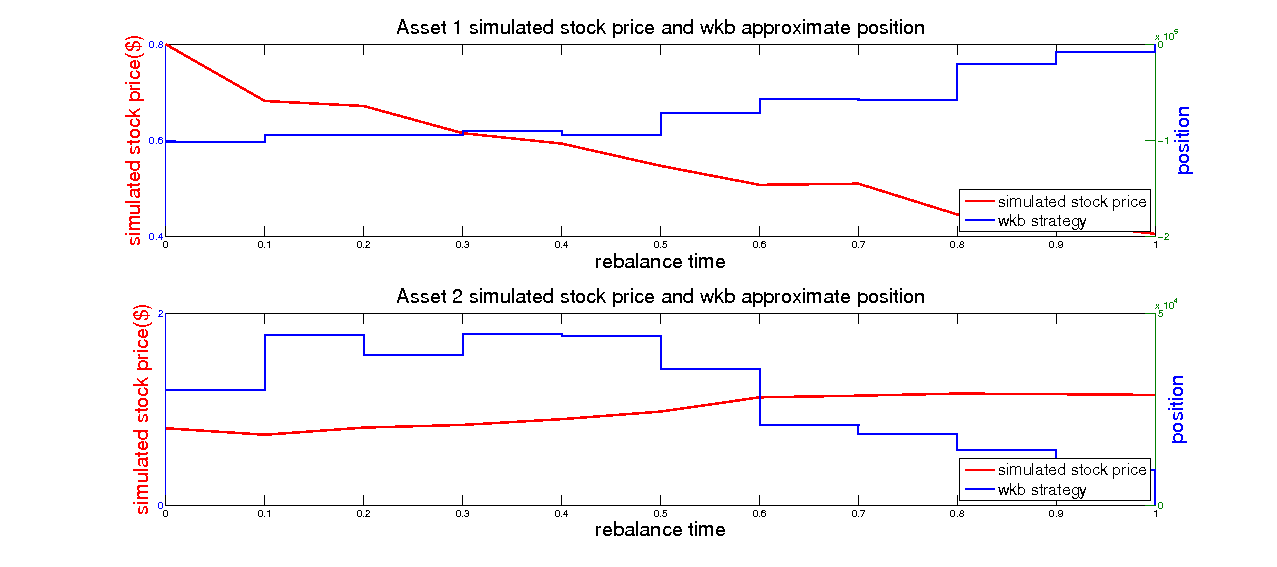 Asset 1 simulated stock price and wkb approximate position
x 10^5
simulated stock price($)
0.8
0.6
0.4
0
-1
-2
position
simulated stock price
wkb strategy
0 0.1 0.2 0.3 0.4 0.5 0.6 0.7 0.8 0.9 1
rebalance time
Asset 2 simulated stock price and wkb approximate position
x 10^4
simulated stock price($)
2
0
5
0
position
simulated stock price
wkb strategy
0 0.1 0.2 0.3 0.4 0.5 0.6 0.7 0.8 0.9 1
rebalance time